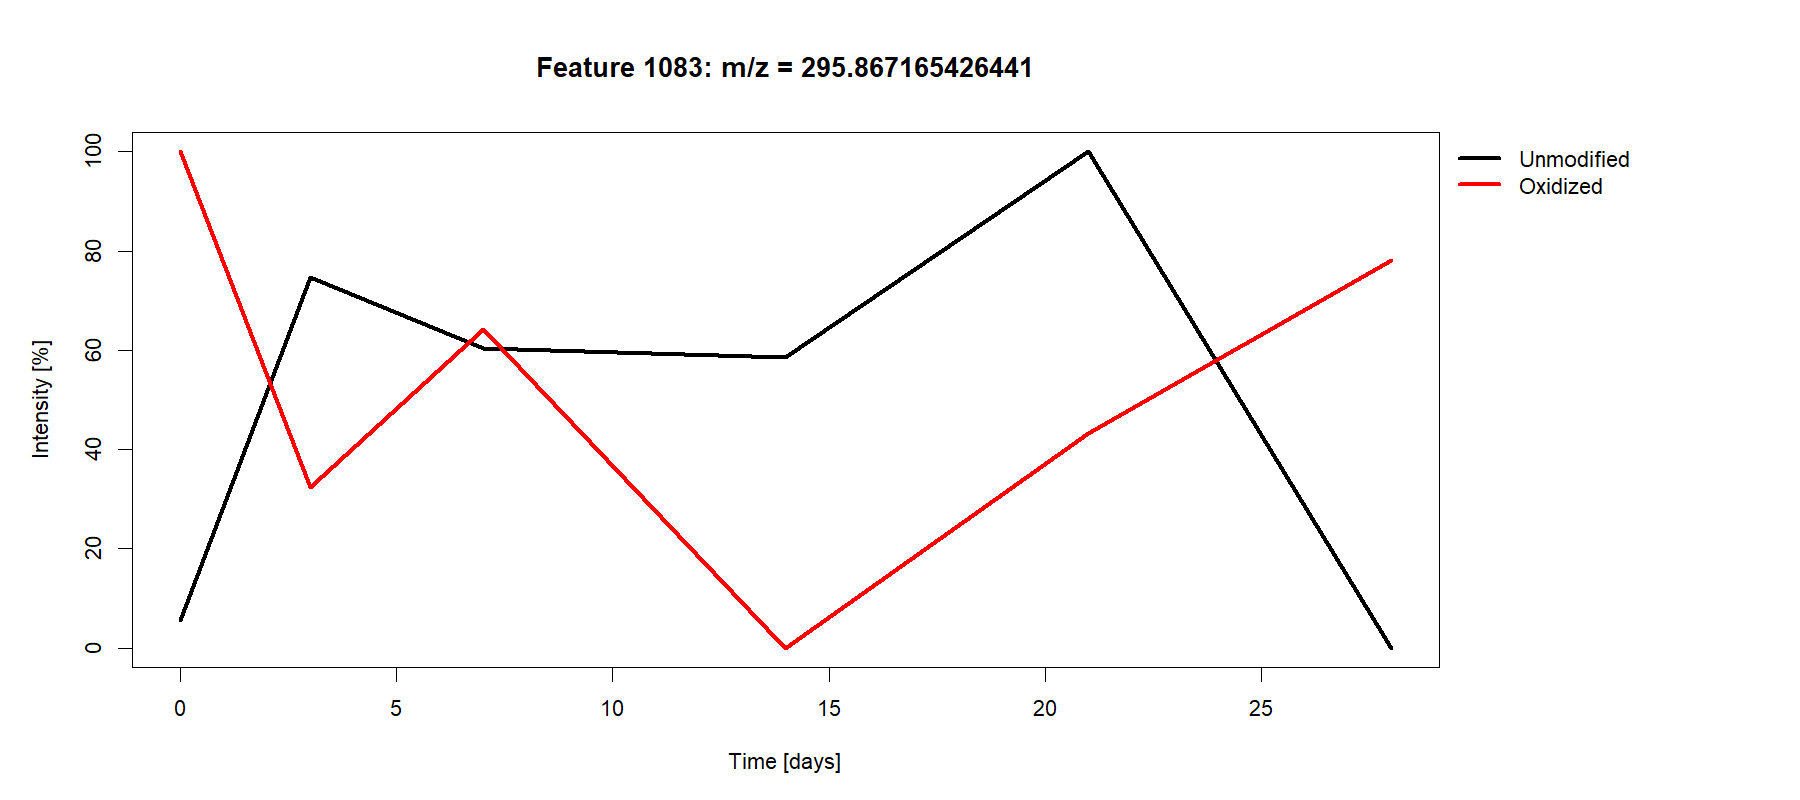 Feature 1083: m/z = 295.867165426441
Unmodified
Oxidized
Intensity [%]
100
80
60
40
20
0
0 5 10 15 20 25
Time [days]